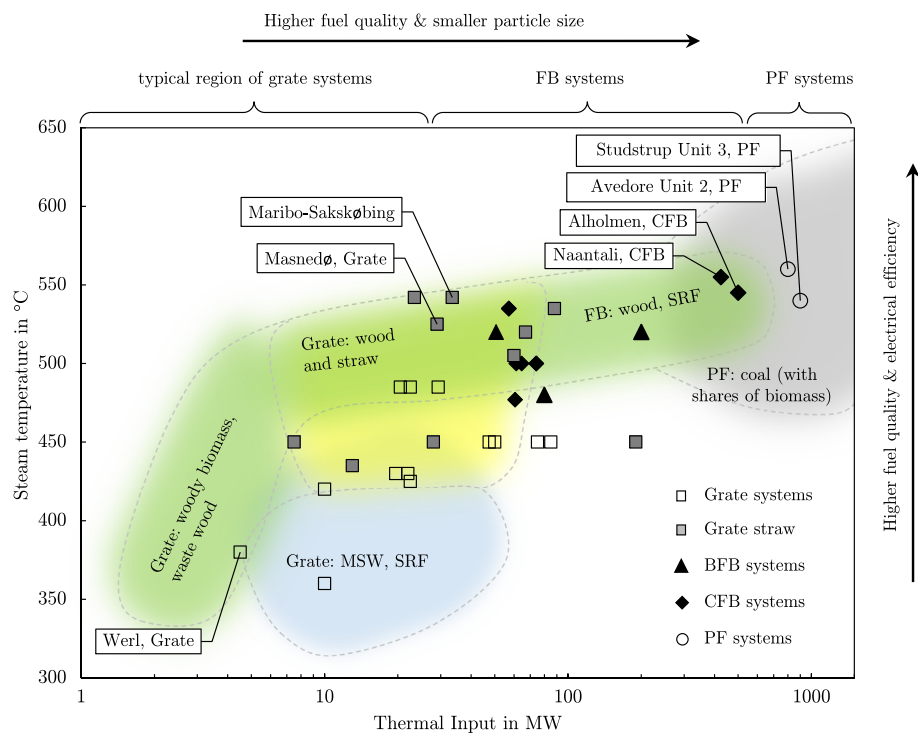 Higher fuel quality & smaller particle size
typical region of grate systems
FB systems
PF systems
650
600
550
500
450
400
350
300
Steam temperature in °C
Studstrup Unit 3, PF
Avedore Unit 2, PF
Maribo-Sakskøbing
Alholmen, CFB
Masnedø, Grate
Naantali, CFB
FB: wood, SRF
Grate: wood
and straw
PF: coal (with
shares of biomass)
Grate: woody biomass,
waste wood
Grate: MSW, SRF
Werl, Grate
Grate systems
Grate straw
BFB systems
CFB systems
PF systems
Higher fuel quality & electrical efficiency
1
10
100
1000
Thermal Input in MW